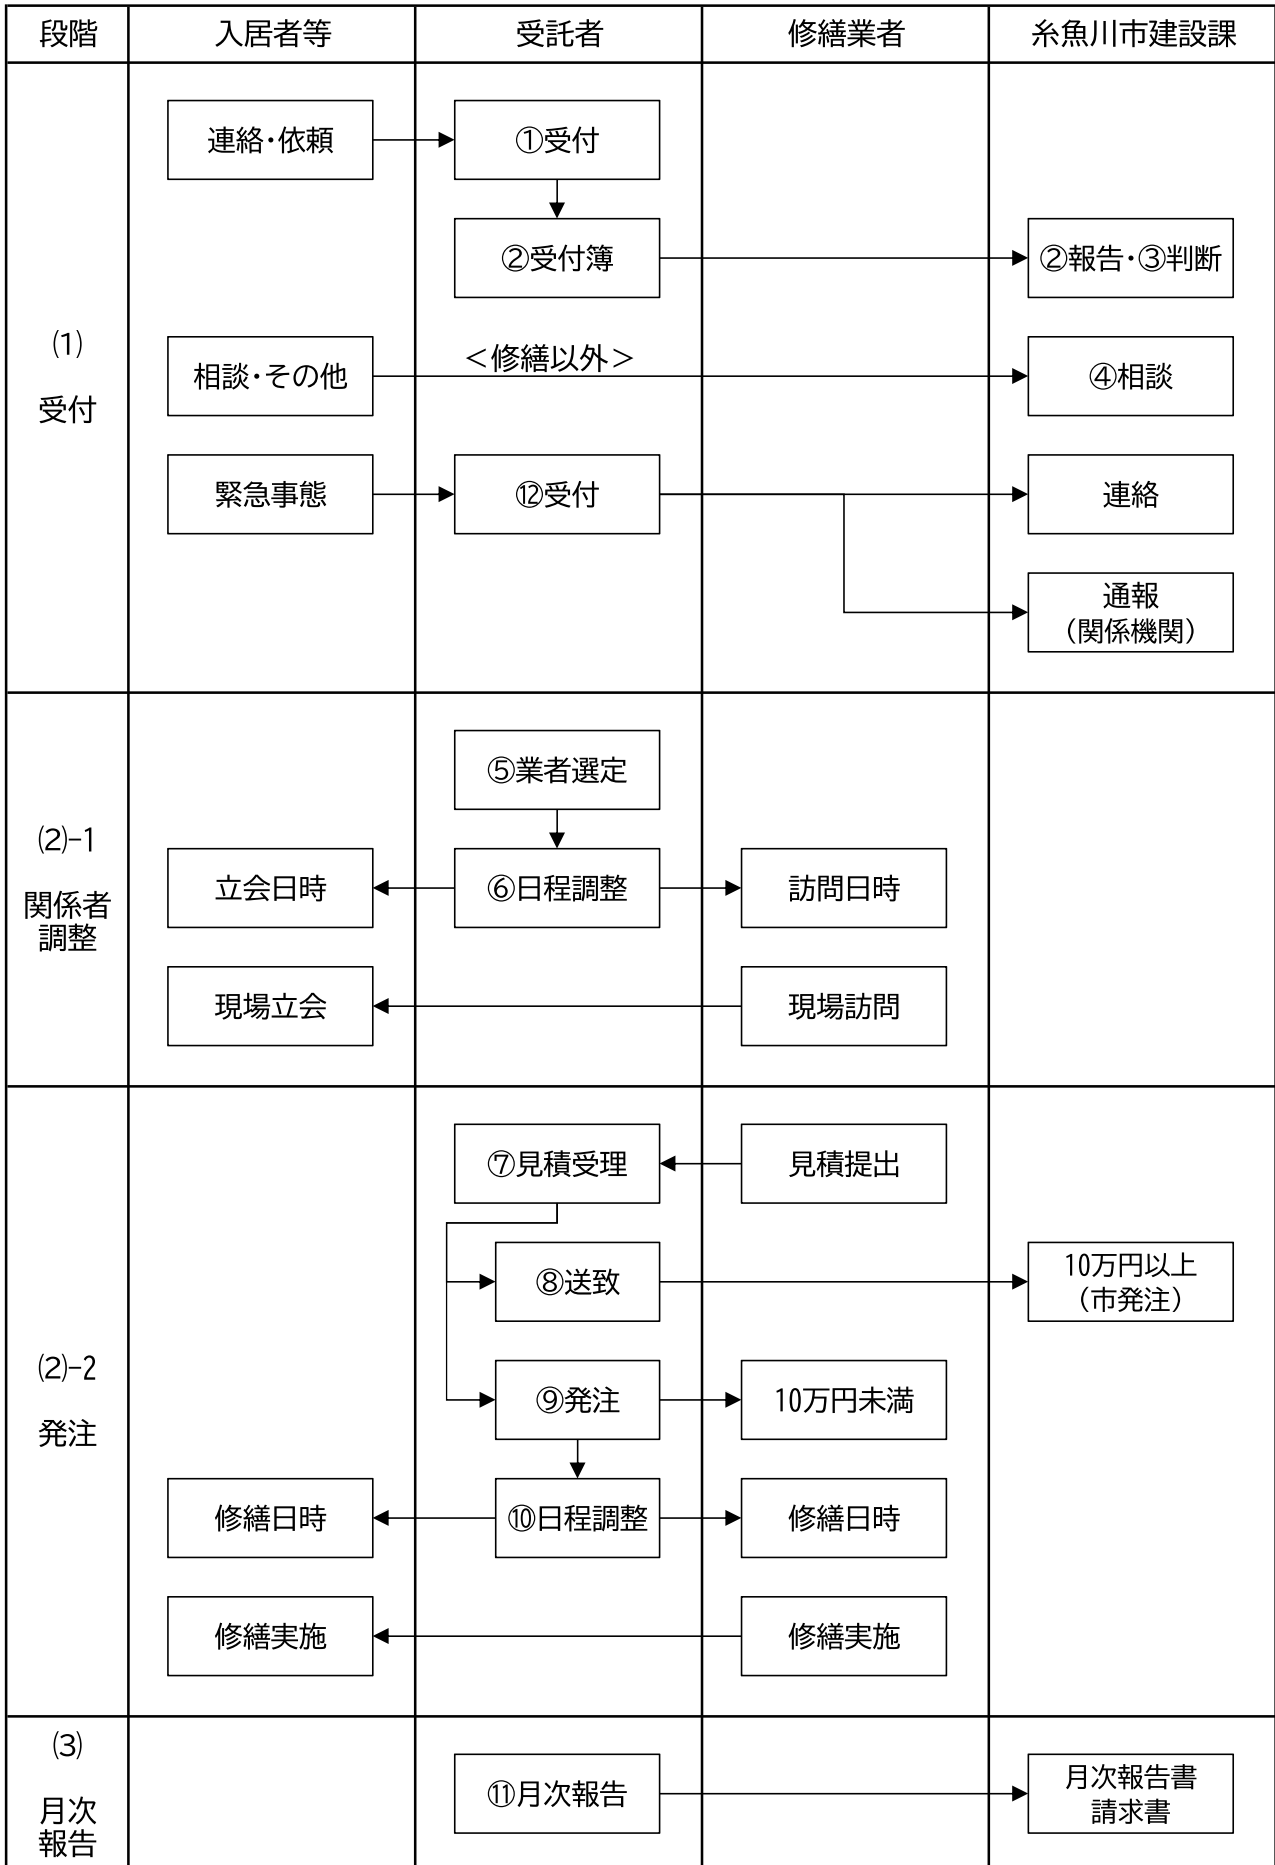 段階
入居者等
受託者
修繕業者
糸魚川市建設課
連絡・依頼
①受付
②受付簿
②報告・③判断
⑴
受付
<修繕以外>
相談・その他
④相談
緊急事態
⑫受付
連絡
通報
（関係機関）
⑤業者選定
⑵-1
関係者
調整
立会日時
⑥日程調整
訪問日時
現場立会
現場訪問
⑦見積受理
見積提出
⑧送致
10万円以上
（市発注）
⑵-2
発注
⑨発注
10万円未満
修繕日時
⑩日程調整
修繕日時
修繕実施
修繕実施
⑶
月次
報告
⑪月次報告
月次報告書
請求書